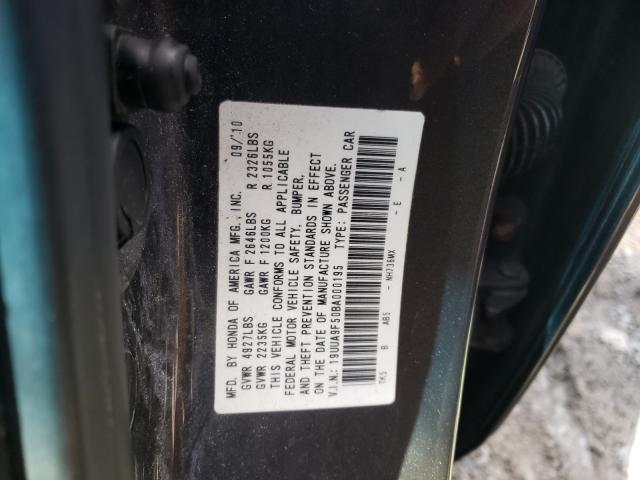 MFD. BY HONDA OF AMERICA MFG., INC. 09/10
GVWR 4927LBS GAWR F 2646LBS R 2326LBS
GVWR 2235KG GAWR F 1200KG R 1055KG
THIS VEHICLE CONFORMS TO ALL APPLICABLE
FEDERAL MOTOR VEHICLE SAFETY, BUMPER,
AND THEFT PREVENTION STANDARDS IN EFFECT
ON THE DATE OF MANUFACTURE SHOWN ABOVE.
V.I.N.: 19UUA9F50BA000195 TYPE: PASSENGER CAR
TK5 B AB5 - NH736MX - E - A